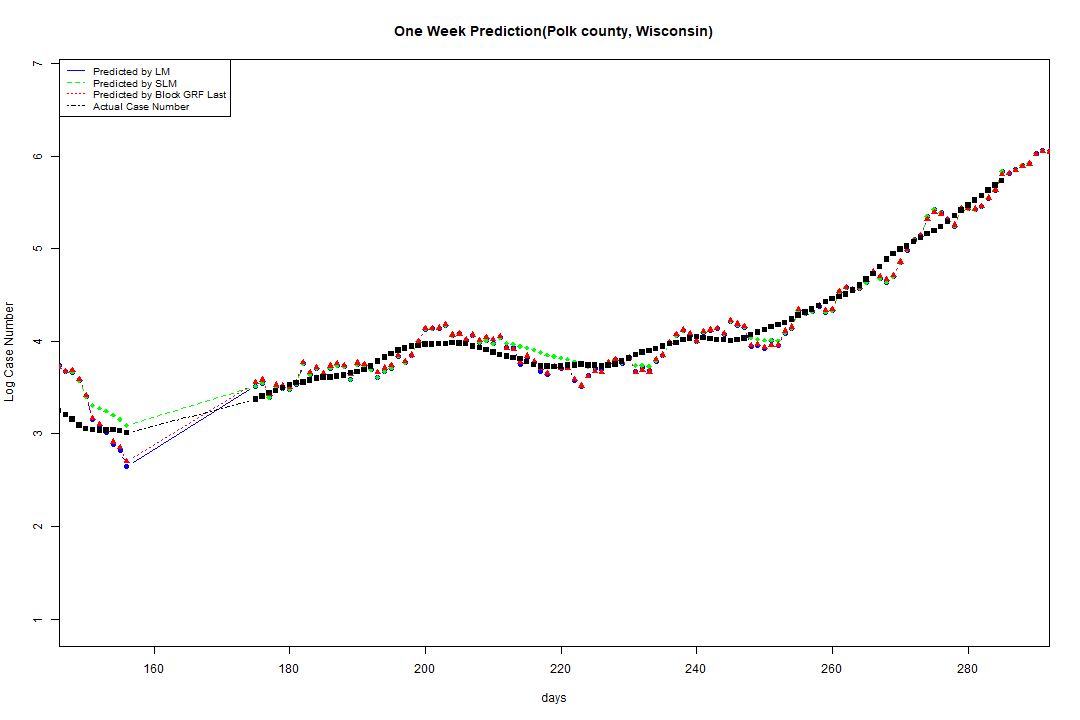 One Week Prediction(Polk county, Wisconsin)
Predicted by LM
Predicted by SLM
Predicted by Block GRF Last
Actual Case Number
7
6
5
4
3
2
1
Log Case Number
160 180 200 220 240 260 280
days